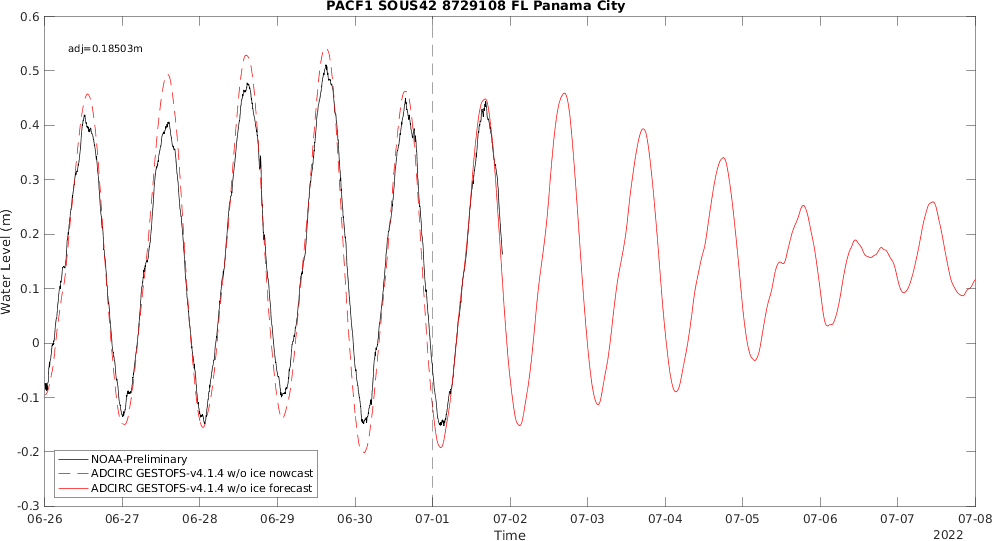 PACF1 SOUS42 8729108 FL Panama City
adj=0.18503m
Water Level (m)
0.6
0.5
0.4
0.3
0.2
0.1
0
-0.1
-0.2
-0.3
NOAA-Preliminary
ADCIRC GESTOFS-v4.1.4 w/o ice nowcast
ADCIRC GESTOFS-v4.1.4 w/o ice forecast
06-26 06-27 06-28 06-29 06-30 07-01 07-02 07-03 07-04 07-05 07-06 07-07 07-08
Time
2022